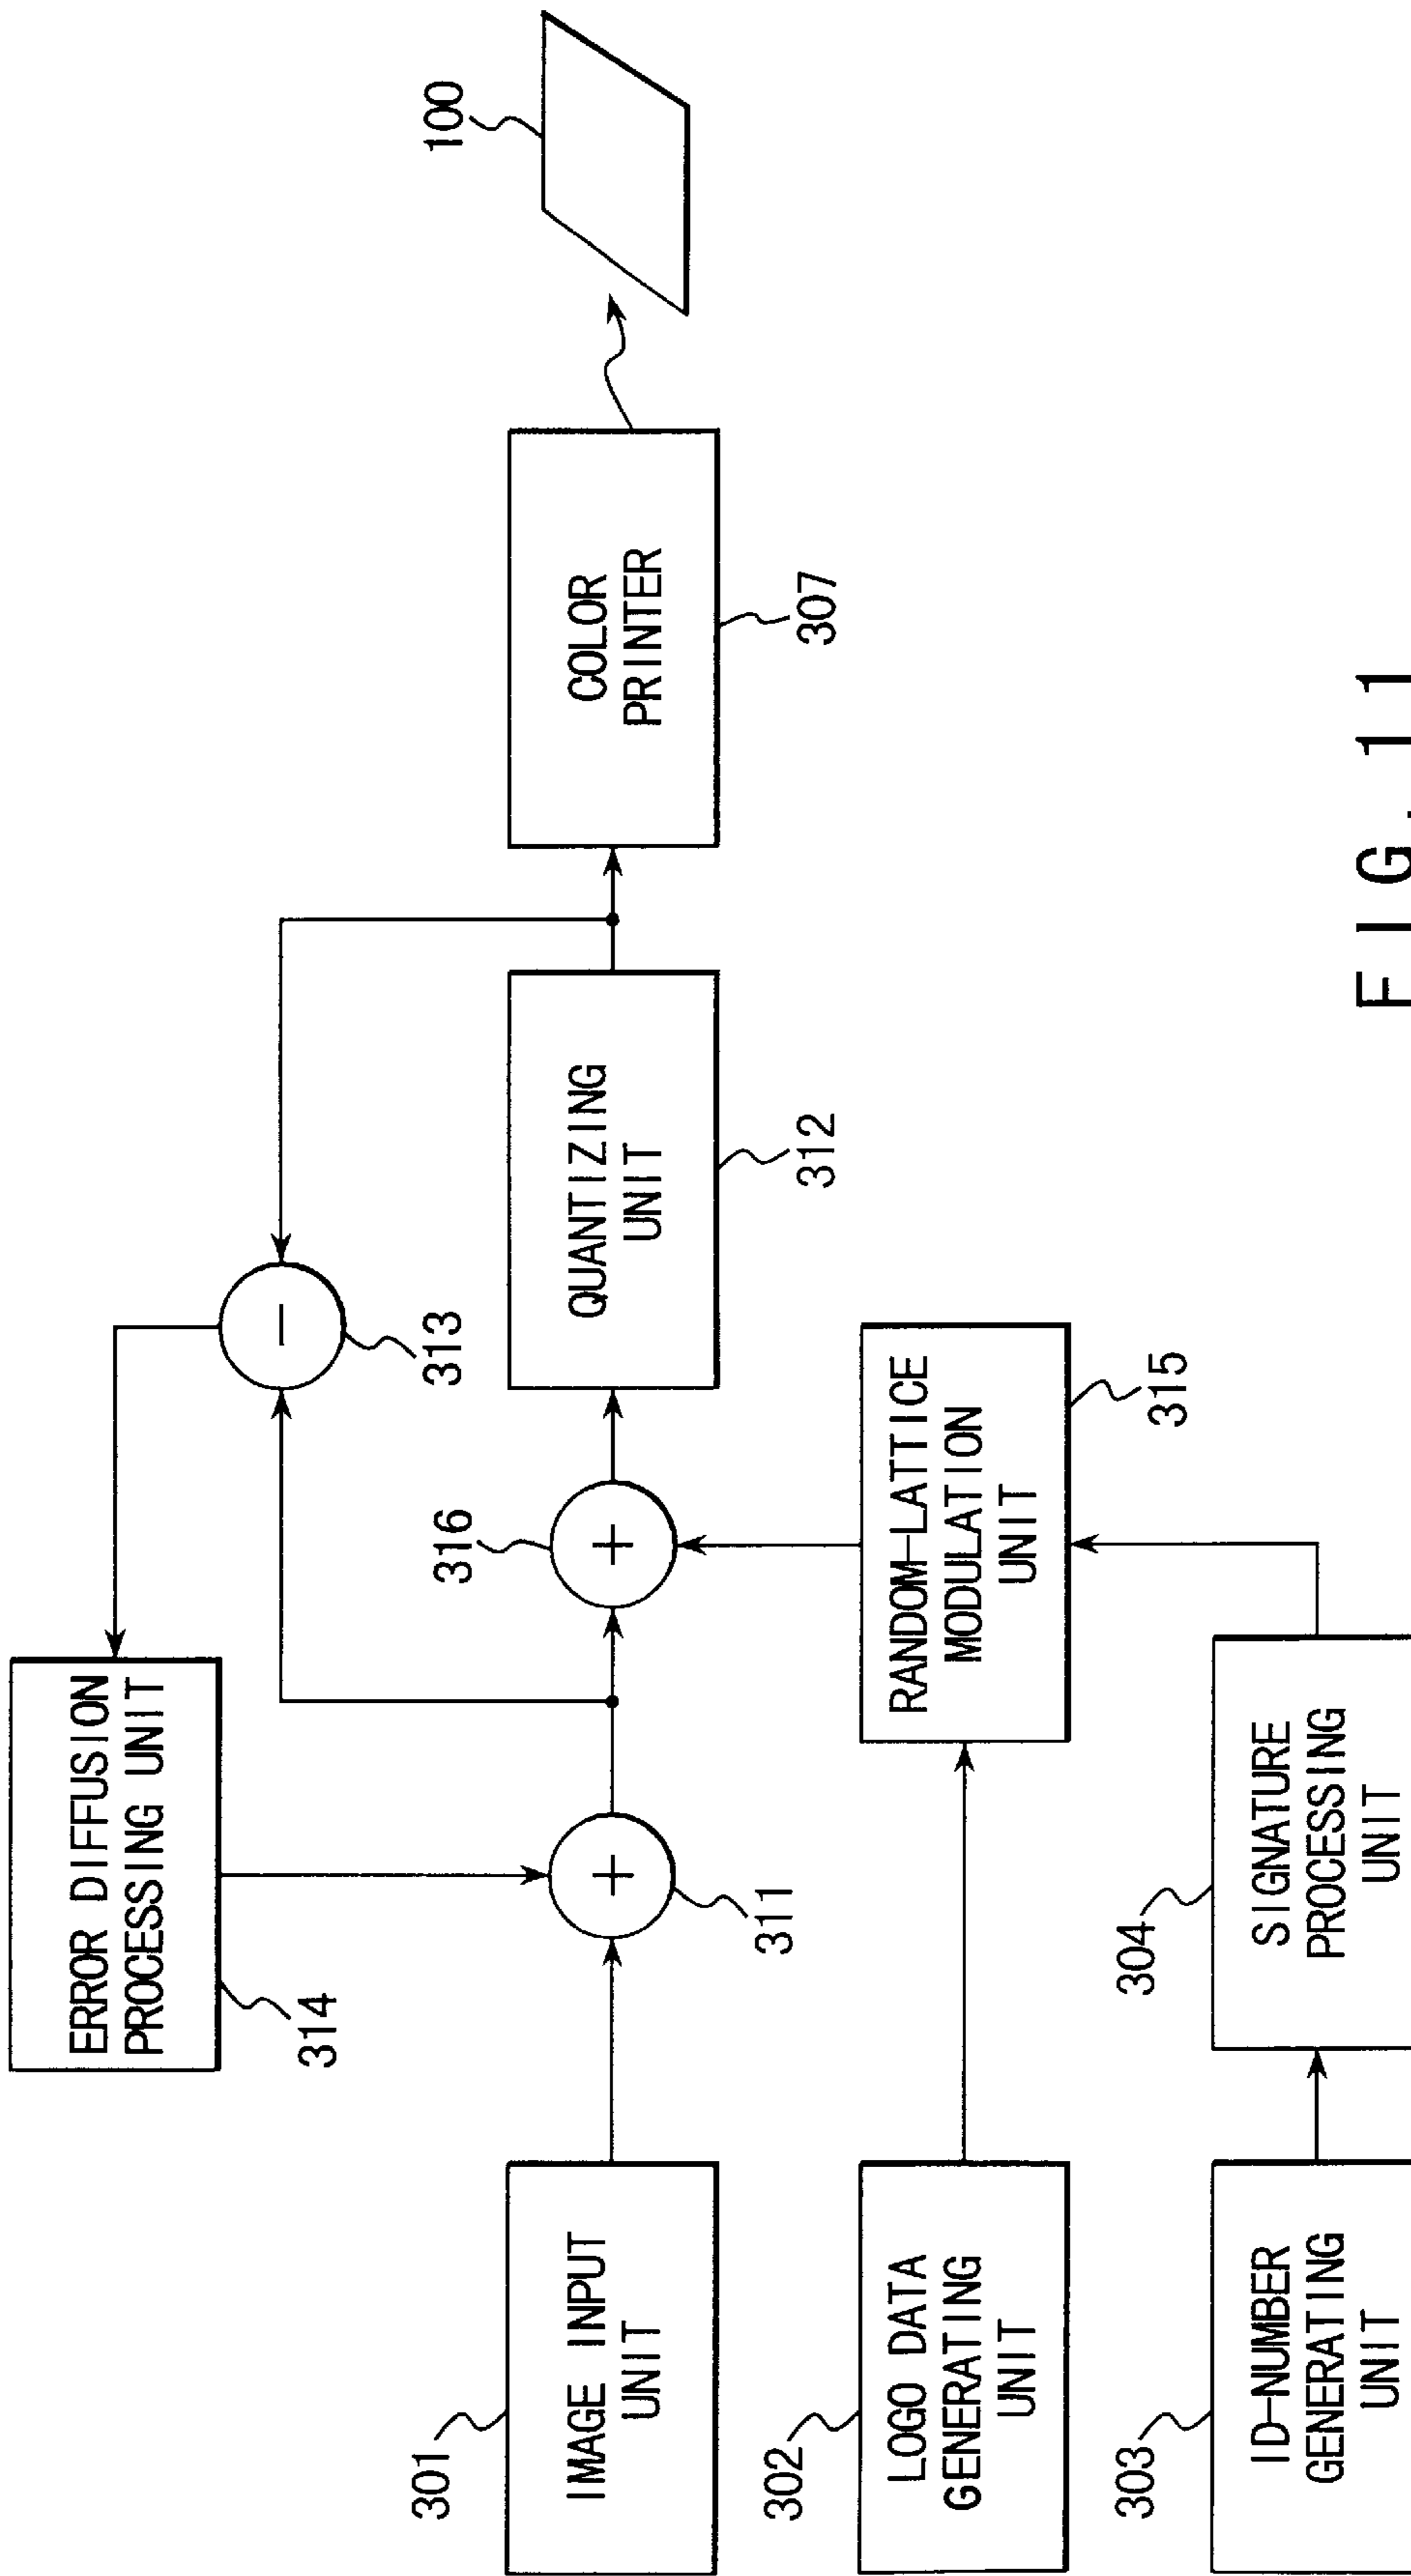 ERROR DIFFUSION
PROCESSING UNIT
314
313
100
301
IMAGE INPUT
UNIT
+
311
316
+
−
QUANTIZING
UNIT
312
COLOR
PRINTER
307
302
LOGO DATA
GENERATING
UNIT
RANDOM-LATTICE
MODULATION
UNIT
315
303
ID-NUMBER
GENERATING
UNIT
304
SIGNATURE
PROCESSING
UNIT
FIG. 11